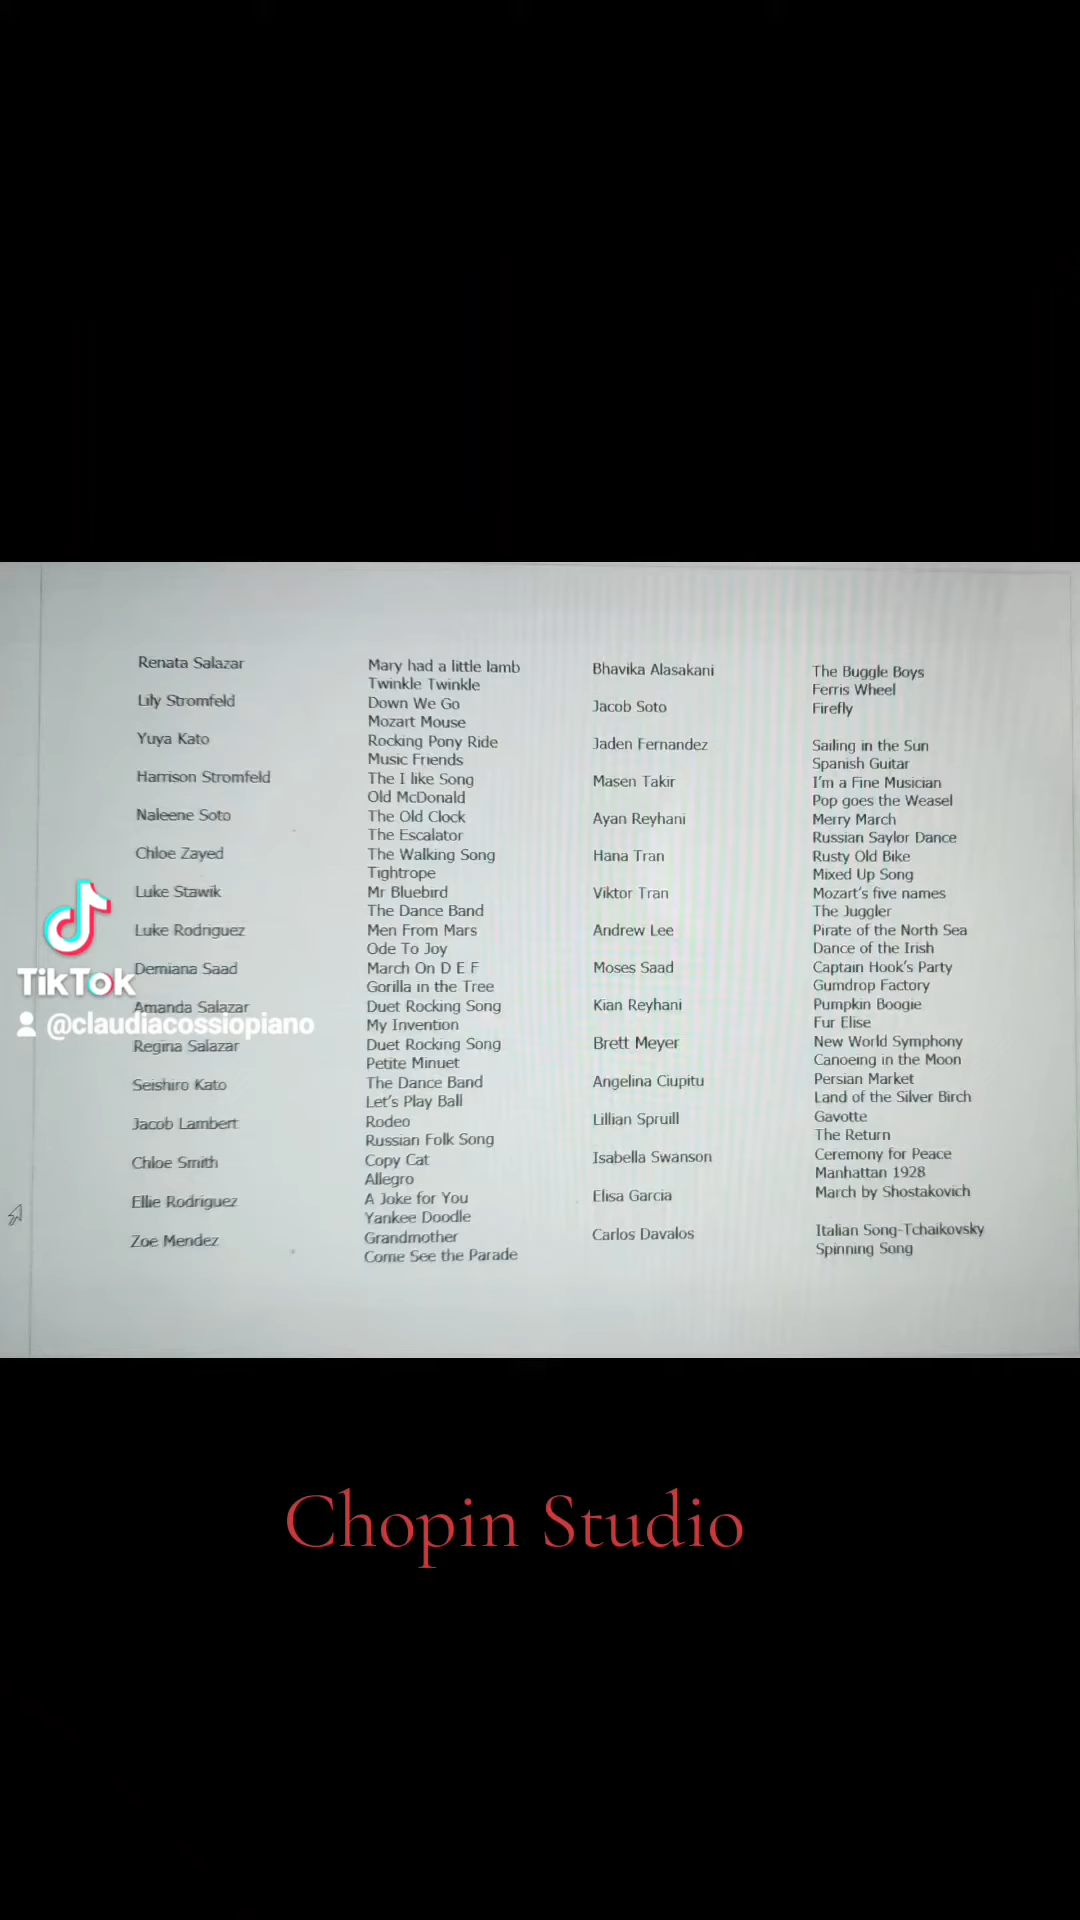 Renata Salazar
Mary had a little lamb
Twinkle Twinkle
Lily Stromfeld
Down We Go
Mozart Mouse
Yuya Kato
Rocking Pony Ride
Music Friends
Harrison Stromfeld
The I like Song
Old McDonald
Naleene Soto
The Old Clock
The Escalator
Chloe Zayed
The Walking Song
Tightrope
Luke Stawik
Mr Bluebird
The Dance Band
Luke Rodriguez
Men From Mars
Ode To Joy
Demiana Saad
March On D E F
Gorilla in the Tree
Amanda Salazar
Duet Rocking Song
My Invention
Regina Salazar
Duet Rocking Song
Petite Minuet
Seishiro Kato
The Dance Band
Let's Play Ball
Jacob Lambert
Rodeo
Russian Folk Song
Chloe Smith
Copy Cat
Allegro
Ellie Rodriguez
A Joke for You
Yankee Doodle
Zoe Mendez
Grandmother
Come See the Parade
Bhavika Alasakani
The Buggle Boys
Ferris Wheel
Jacob Soto
Firefly
Jaden Fernandez
Sailing in the Sun
Spanish Guitar
Masen Takir
I'm a Fine Musician
Pop goes the Weasel
Ayan Reyhani
Merry March
Russian Saylor Dance
Hana Tran
Rusty Old Bike
Mixed Up Song
Viktor Tran
Mozart's five names
The Juggler
Andrew Lee
Pirate of the North Sea
Dance of the Irish
Moses Saad
Captain Hook's Party
Gumdrop Factory
Kian Reyhani
Pumpkin Boogie
Fur Elise
Brett Meyer
New World Symphony
Canoeing in the Moon
Angelina Ciupitu
Persian Market
Land of the Silver Birch
Lillian Spruill
Gavotte
The Return
Isabella Swanson
Ceremony for Peace
Manhattan 1928
Elisa Garcia
March by Shostakovich
Carlos Davalos
Italian Song-Tchaikovsky
Spinning Song
TikTok
@claudiacossiopiano
Chopin Studio